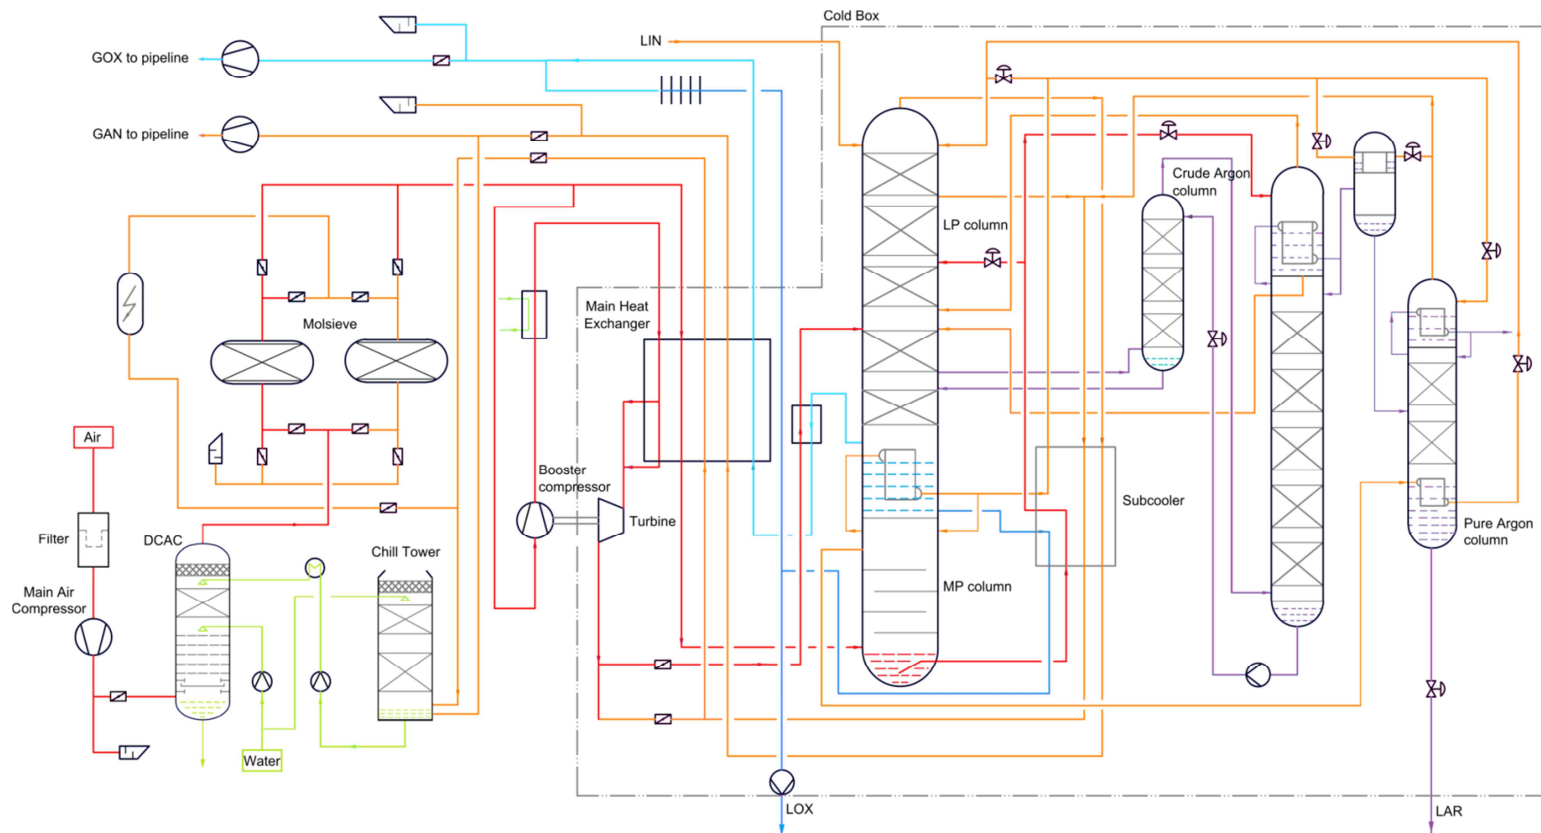 Cold Box
LIN
GOX to pipeline
GAN to pipeline
Crude Argon
column
LP column
Main Heat
Exchanger
Molsieve
Air
Booster
compressor
Turbine
Subcooler
Filter
DCAC
Chill Tower
Pure Argon
column
Main Air
Compressor
MP column
Water
LOX
LAR